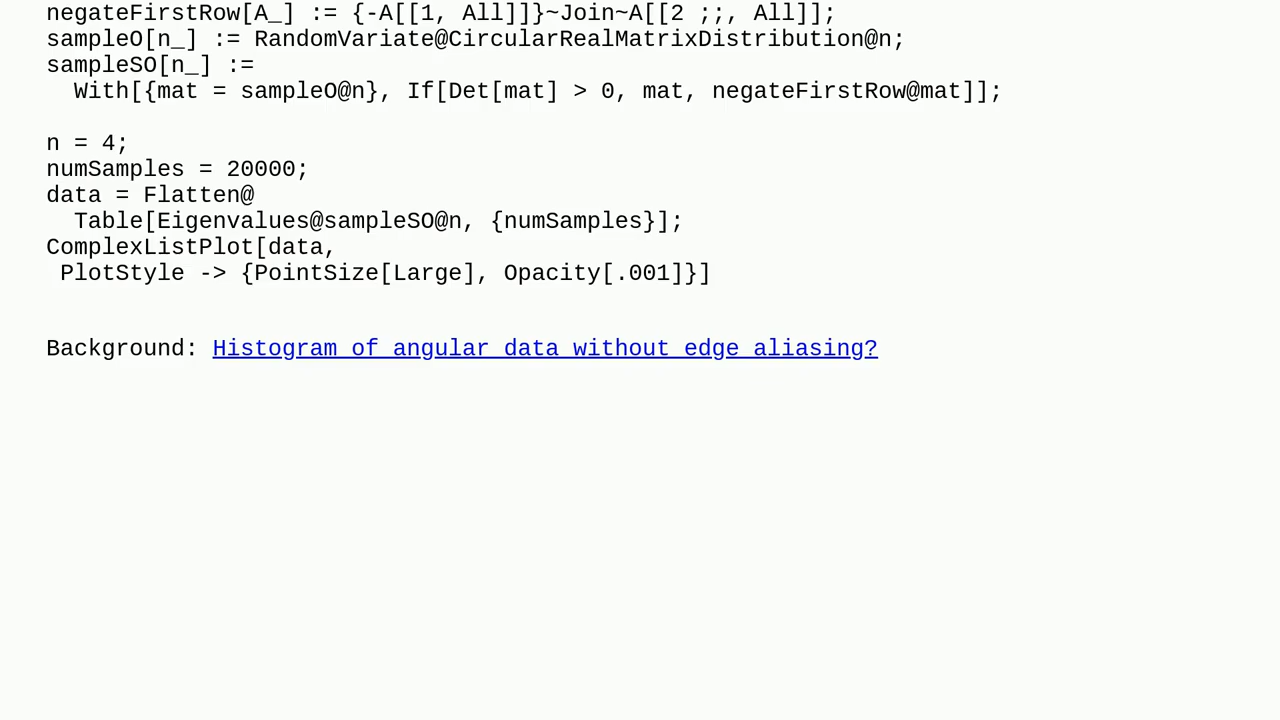 negateFirstRow[A_] := {-A[[1, All]]}~Join~A[[2 ;;, All]];
sampleO[n_] := RandomVariate@CircularRealMatrixDistribution@n;
sampleSO[n_] :=
  With[{mat = sampleO@n}, If[Det[mat] > 0, mat, negateFirstRow@mat]];

n = 4;
numSamples = 20000;
data = Flatten@
  Table[Eigenvalues@sampleSO@n, {numSamples}];
ComplexListPlot[data,
 PlotStyle -> {PointSize[Large], Opacity[.001]}]

Background: Histogram of angular data without edge aliasing?